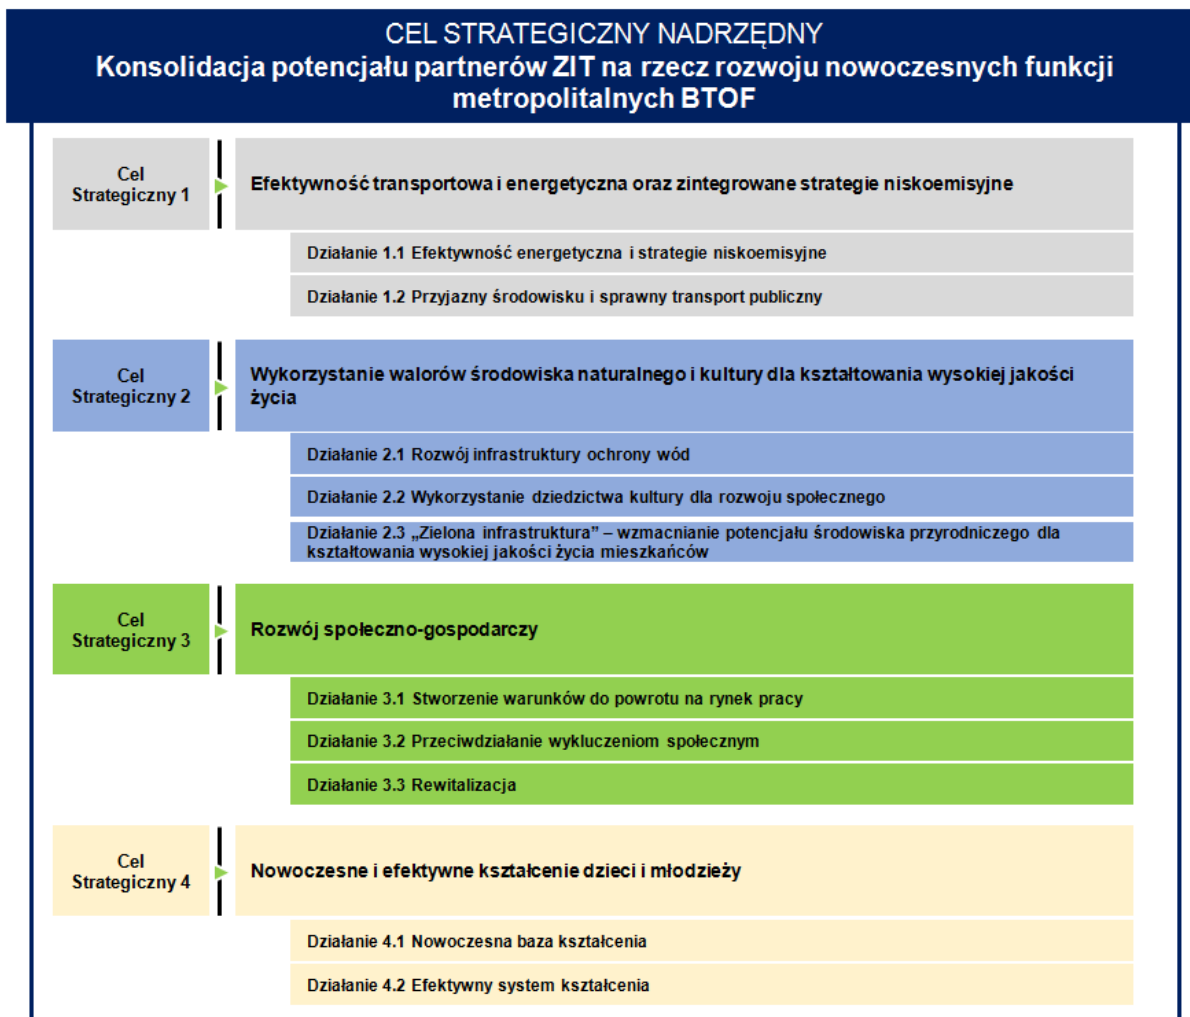 CEL STRATEGICZNY NADRZĘDNY
Konsolidacja potencjału partnerów ZIT na rzecz rozwoju nowoczesnych funkcji
metropolitalnych BTOF
Cel
Strategiczny 1
Efektywność transportowa i energetyczna oraz zintegrowane strategie niskoemisyjne
Działanie 1.1 Efektywność energetyczna i strategie niskoemisyjne
Działanie 1.2 Przyjazny środowisku i sprawny transport publiczny
Cel
Strategiczny 2
Wykorzystanie walorów środowiska naturalnego i kultury dla kształtowania wysokiej jakości
życia
Działanie 2.1 Rozwój infrastruktury ochrony wód
Działanie 2.2 Wykorzystanie dziedzictwa kultury dla rozwoju społecznego
Działanie 2.3 „Zielona infrastruktura” – wzmacnianie potencjału środowiska przyrodniczego dla
kształtowania wysokiej jakości życia mieszkańców
Cel
Strategiczny 3
Rozwój społeczno-gospodarczy
Działanie 3.1 Stworzenie warunków do powrotu na rynek pracy
Działanie 3.2 Przeciwdziałanie wykluczeniom społecznym
Działanie 3.3 Rewitalizacja
Cel
Strategiczny 4
Nowoczesne i efektywne kształcenie dzieci i młodzieży
Działanie 4.1 Nowoczesna baza kształcenia
Działanie 4.2 Efektywny system kształcenia